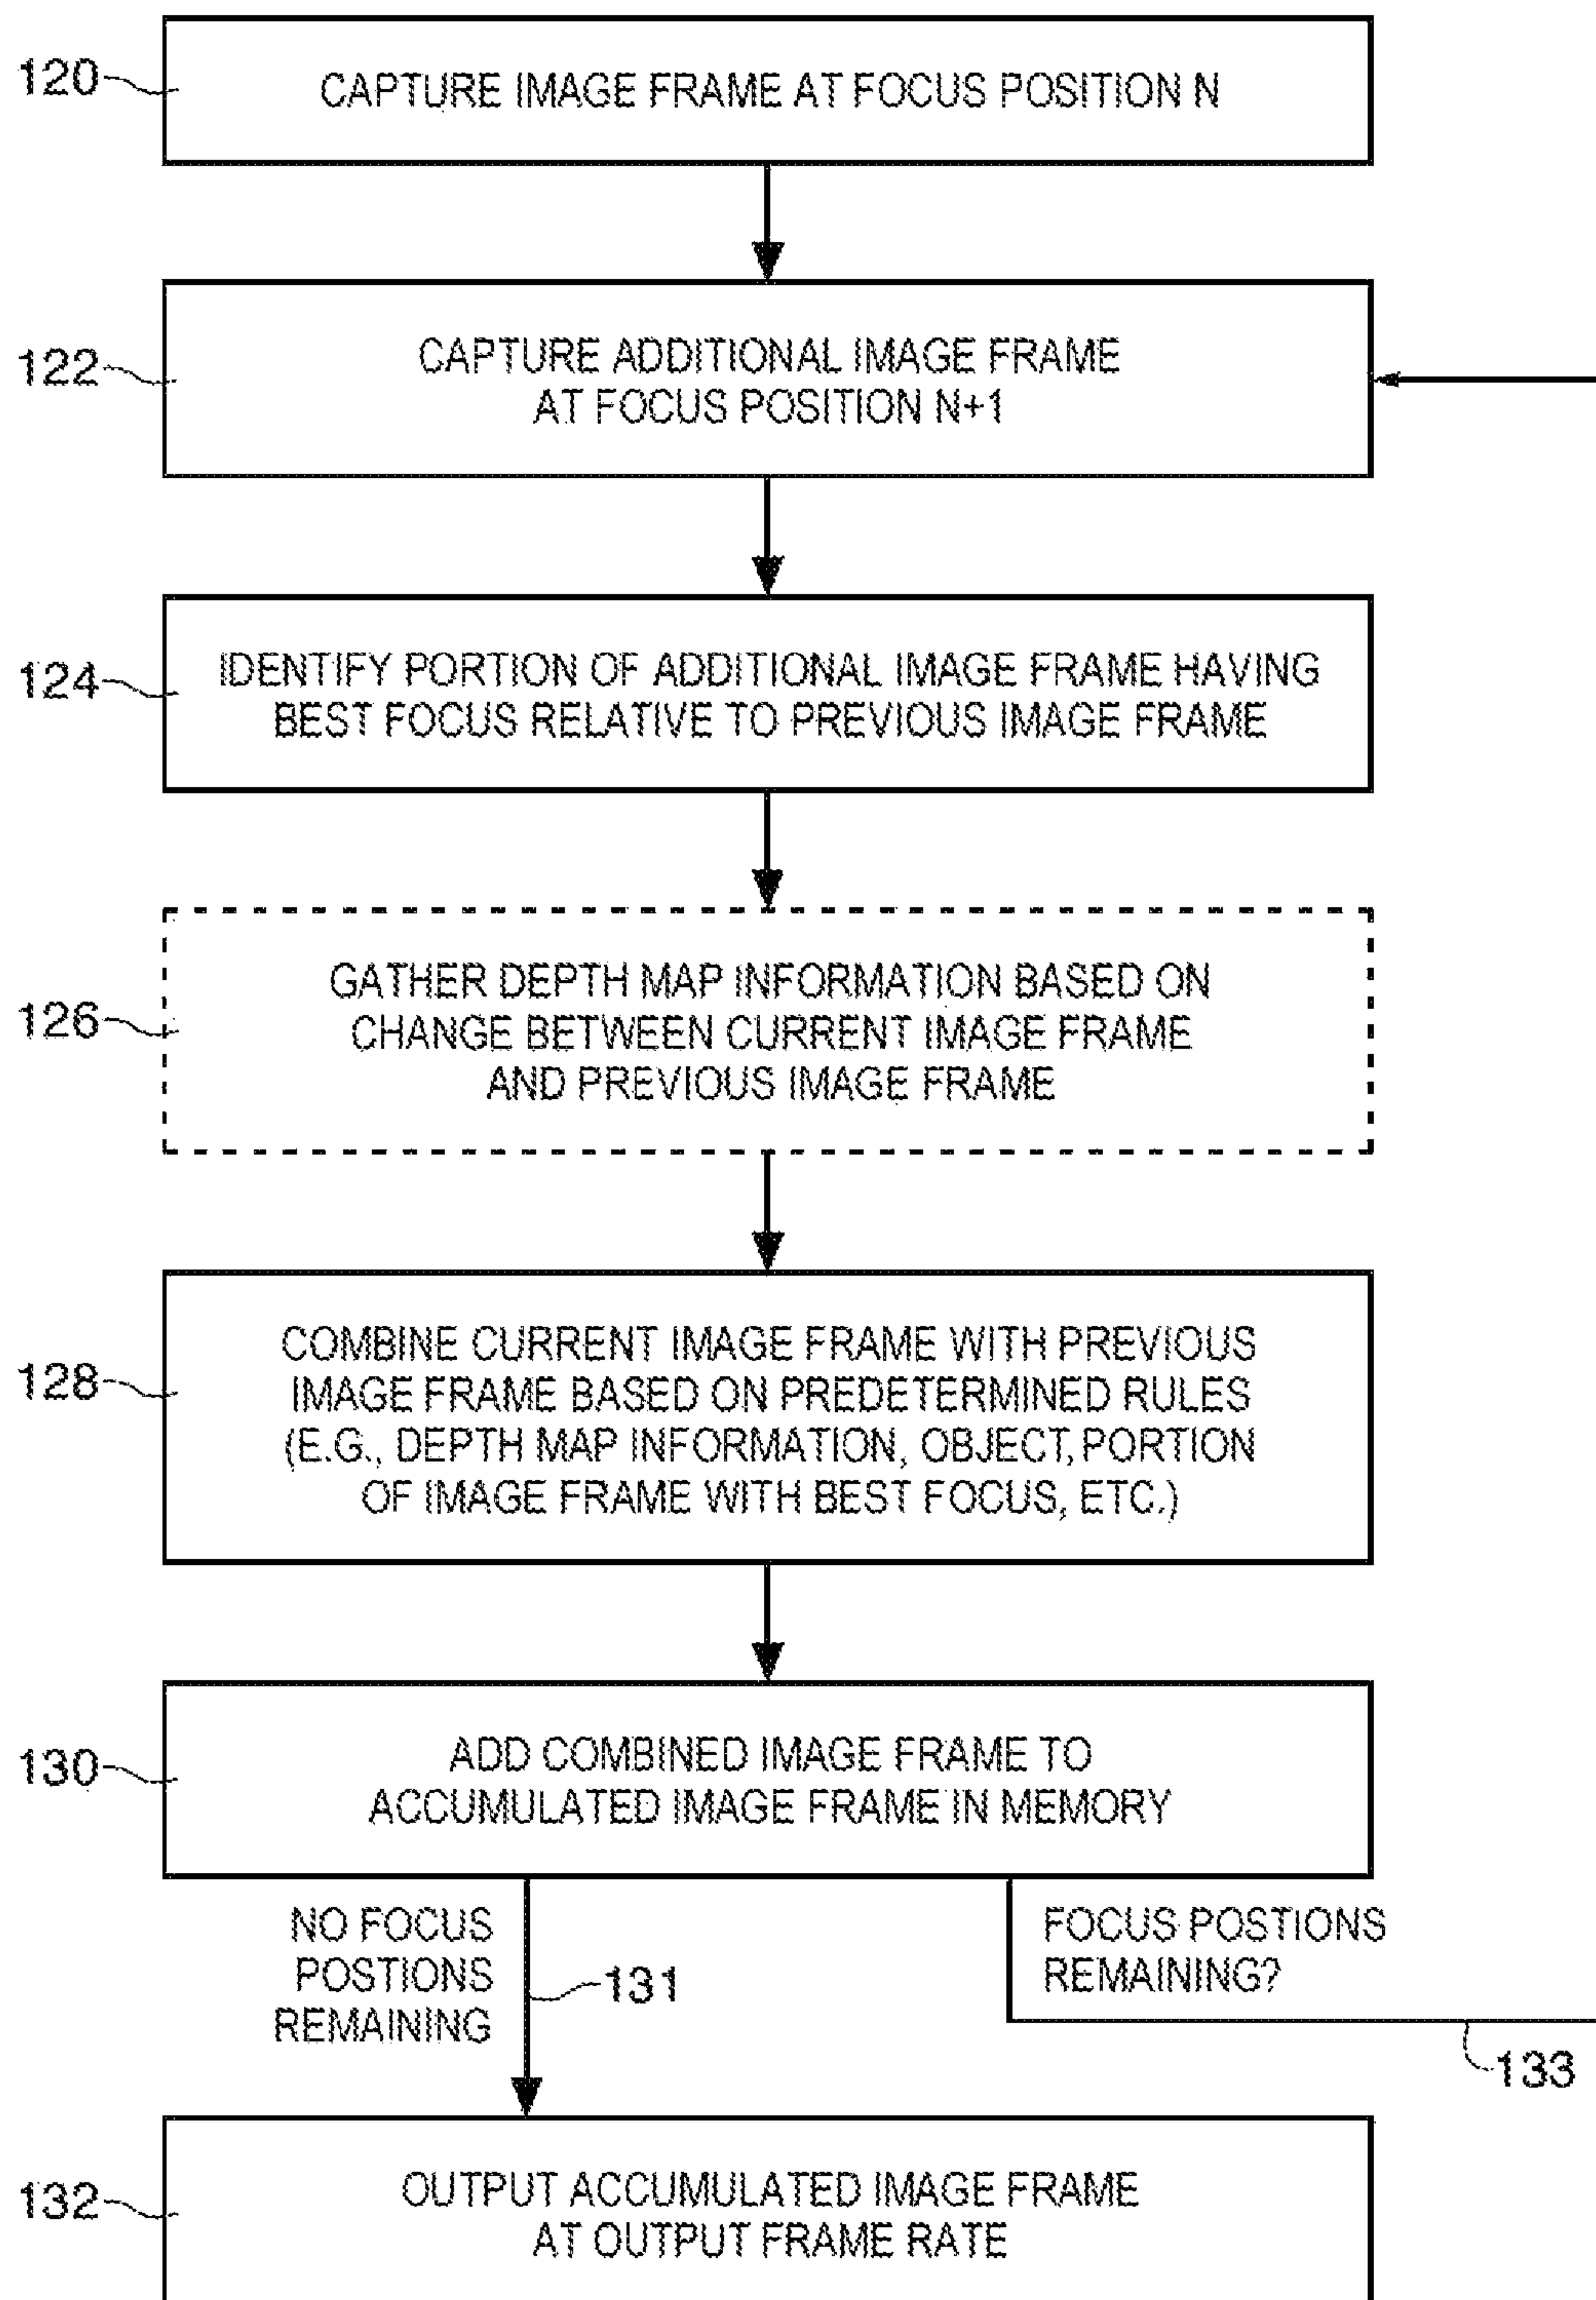 120
CAPTURE IMAGE FRAME AT FOCUS POSITION N
122
CAPTURE ADDITIONAL IMAGE FRAME
AT FOCUS POSITION N+1
124
IDENTIFY PORTION OF ADDITIONAL IMAGE FRAME HAVING
BEST FOCUS RELATIVE TO PREVIOUS IMAGE FRAME
126
GATHER DEPTH MAP INFORMATION BASED ON
CHANGE BETWEEN CURRENT IMAGE FRAME
AND PREVIOUS IMAGE FRAME
128
COMBINE CURRENT IMAGE FRAME WITH PREVIOUS
IMAGE FRAME BASED ON PREDETERMINED RULES
(E.G., DEPTH MAP INFORMATION, OBJECT, PORTION
OF IMAGE FRAME WITH BEST FOCUS, ETC.)
130
ADD COMBINED IMAGE FRAME TO
ACCUMULATED IMAGE FRAME IN MEMORY
NO FOCUS
POSTIONS
REMAINING
131
FOCUS POSTIONS
REMAINING?
133
132
OUTPUT ACCUMULATED IMAGE FRAME
AT OUTPUT FRAME RATE